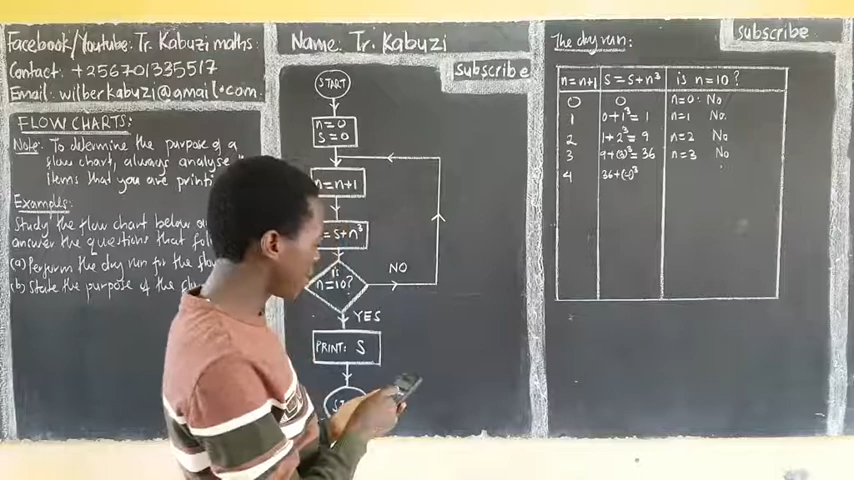 Facebook/Youtube: Tr. Kabuzi maths
Contact: +256701335517
Email: wilberkabuzi@gmail.com
FLOW CHARTS:
Note: To determine the purpose of a
flow chart, always analyse
items that you are
Example:
Study the flow chart below
answer the questions that
(a) Perform the dry run for the
(b) State the purpose of the
Name: Tr. Kabuzi
Subscribe
START
n=0
S=0
n=n+1
=S+n³
is
n=10?
NO
YES
PRINT: S
The dry run:
Subscribe
n=n+1 S=S+n³ is n=10?
0 0 n=0: No
1 0+1³=1 n=1 No
2 1+2³=9 n=2 No
3 9+(3)³=36 n=3 No
4 36+(4)³